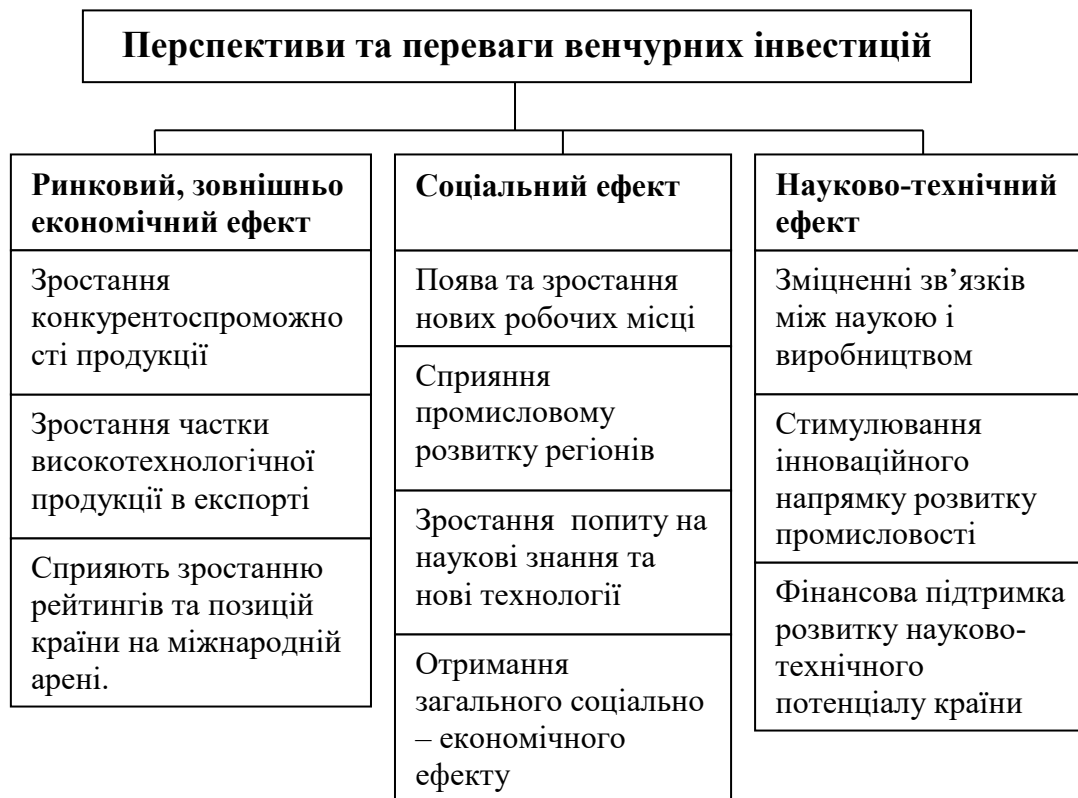 Перспективи та переваги венчурних інвестицій
Ринковий, зовнішньо
економічний ефект
Зростання
конкурентоспроможно
сті продукції
Зростання частки
високотехнологічної
продукції в експорті
Сприяють зростанню
рейтингів та позицій
країни на міжнародній
арені.
Соціальний ефект
Поява та зростання
нових робочих місці
Сприяння
промисловому
розвитку регіонів
Зростання  попиту на
наукові знання та
нові технології
Отримання
загального соціально
– економічного
ефекту
Науково-технічний
ефект
Зміцненні зв’язків
між наукою і
виробництвом
Стимулювання
інноваційного
напрямку розвитку
промисловості
Фінансова підтримка
розвитку науково-
технічного
потенціалу країни